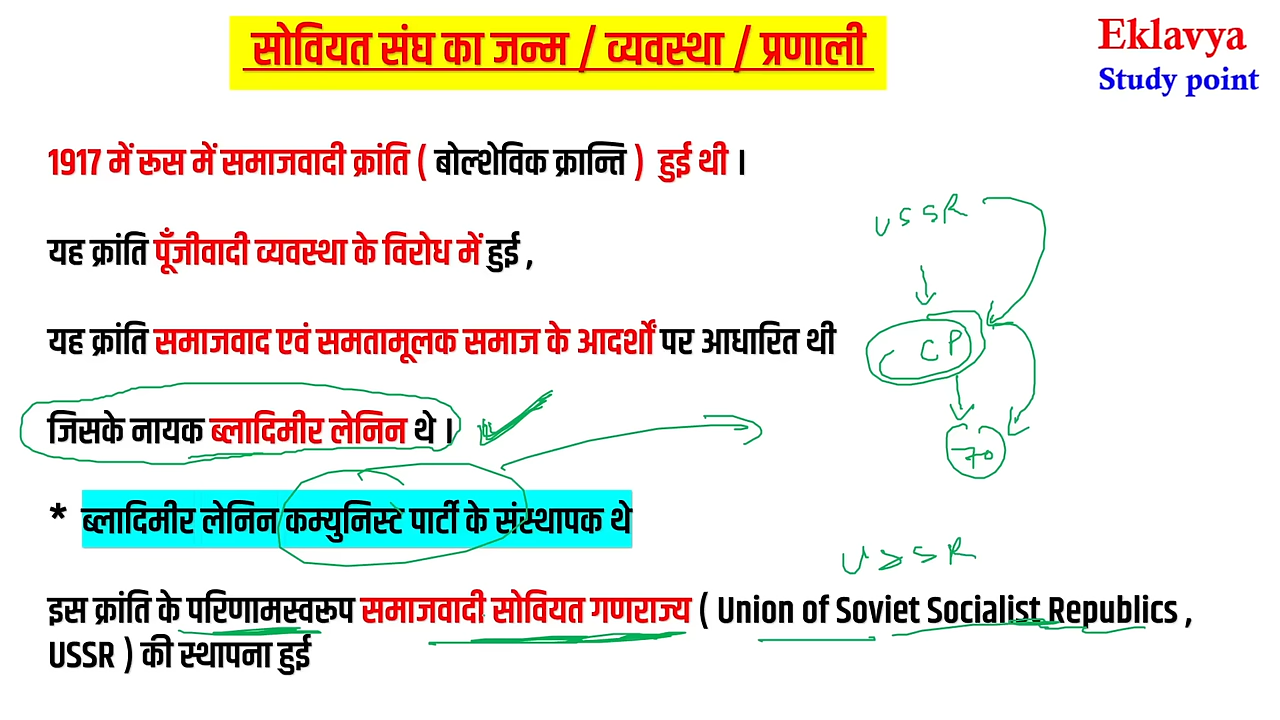 सोवियत संघ का जन्म / व्यवस्था / प्रणाली
Eklavya
Study point
1917 में रूस में समाजवादी क्रांति ( बोल्शेविक क्रान्ति ) हुई थी ।
यह क्रांति पूँजीवादी व्यवस्था के विरोध में हुई ,
यह क्रांति समाजवाद एवं समतामूलक समाज के आदर्शों पर आधारित थी
जिसके नायक ब्लादिमीर लेनिन थे ।
* ब्लादिमीर लेनिन कम्युनिस्ट पार्टी के संस्थापक थे
इस क्रांति के परिणामस्वरूप समाजवादी सोवियत गणराज्य ( Union of Soviet Socialist Republics ,
USSR ) की स्थापना हुई
USSR
CP
70
USSR